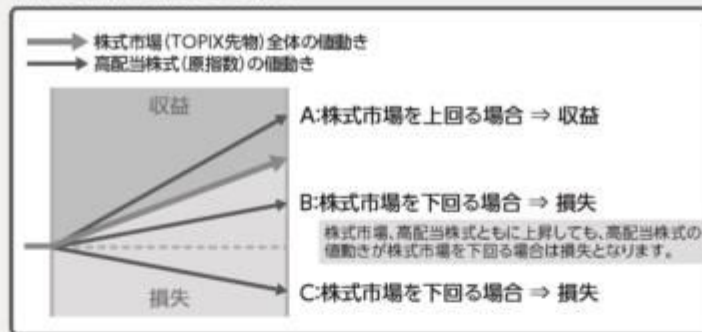 株式市場(TOPIX先物)全体の値動き
高配当株式(原指数)の値動き
収益
A:株式市場を上回る場合 ⇒ 収益
B:株式市場を下回る場合 ⇒ 損失
株式市場、高配当株式ともに上昇しても、高配当株式の
値動きが株式市場を下回る場合は損失となります。
損失
C:株式市場を下回る場合 ⇒ 損失